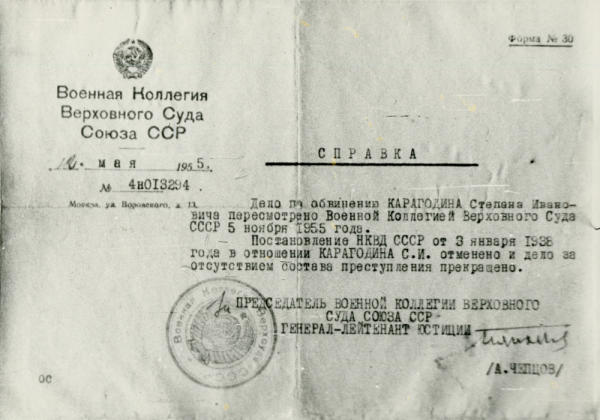 Форма № 30
Военная Коллегия
Верховного Суда
Союза ССР
мая 1955 г.
№ 4н013294
Москва, ул. Воровского, д. 13.
СПРАВКА
Дело по обвинению КАРАГОДИНА Степана Ивано-
вича пересмотрено Военной Коллегией Верховного Суда
СССР 5 ноября 1955 года.
Постановление НКВД СССР от 3 января 1938
года в отношении КАРАГОДИНА С.И. отменено и дело за
отсутствием состава преступления прекращено.
ПРЕДСЕДАТЕЛЬ ВОЕННОЙ КОЛЛЕГИИ ВЕРХОВНОГО
СУДА СОЮЗА ССР
ГЕНЕРАЛ-ЛЕЙТЕНАНТ ЮСТИЦИИ
/А.ЧЕПЦОВ/
ОС